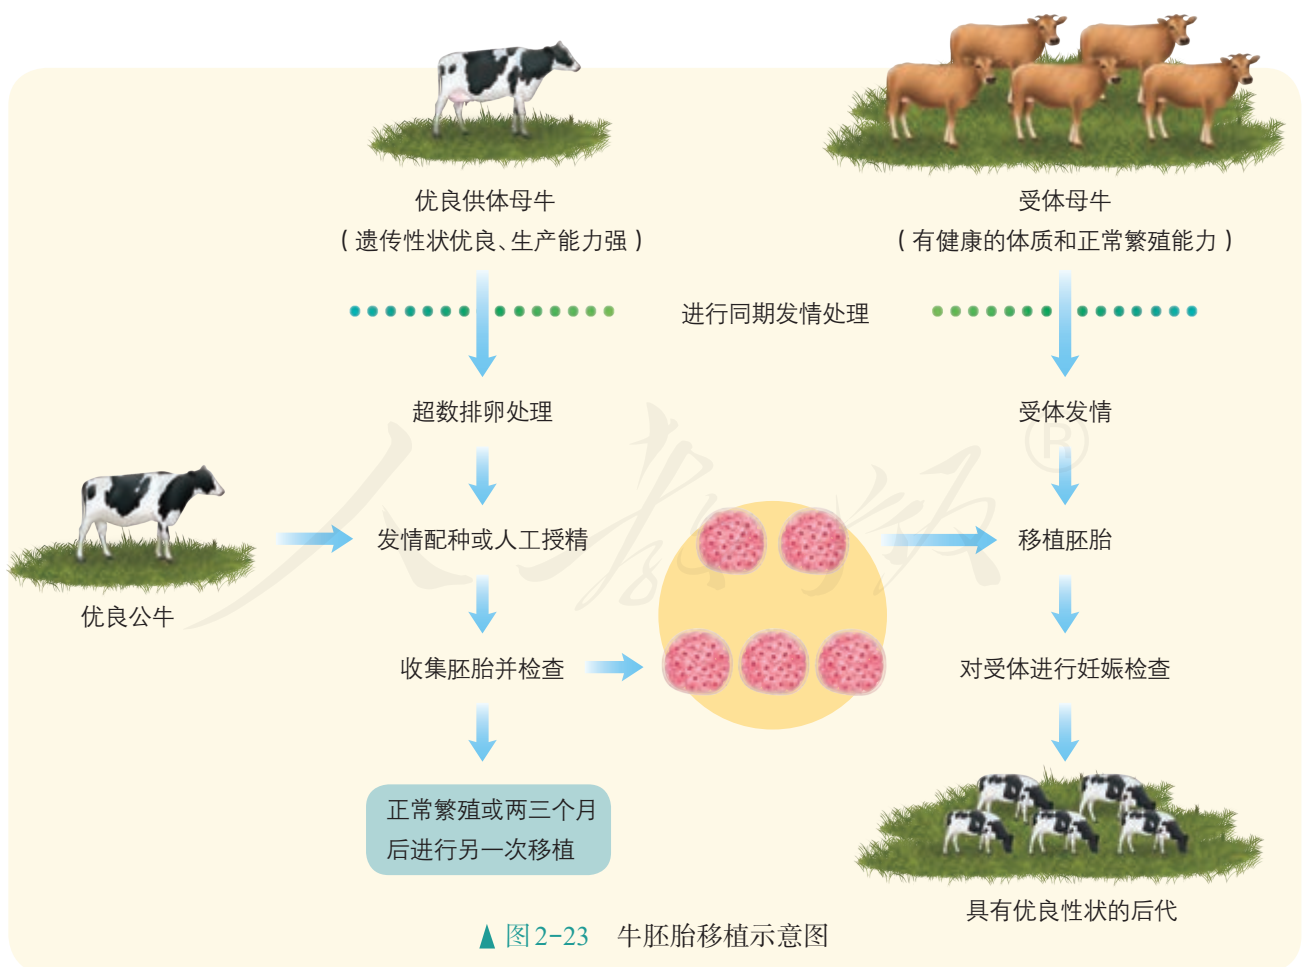 优良供体母牛
（遗传性状优良、生产能力强）
受体母牛
（有健康的体质和正常繁殖能力）
进行同期发情处理
超数排卵处理
受体发情
优良公牛
发情配种或人工授精
移植胚胎
收集胚胎并检查
对受体进行妊娠检查
正常繁殖或两三个月
后进行另一次移植
具有优良性状的后代
▲ 图2-23 牛胚胎移植示意图
人教版®